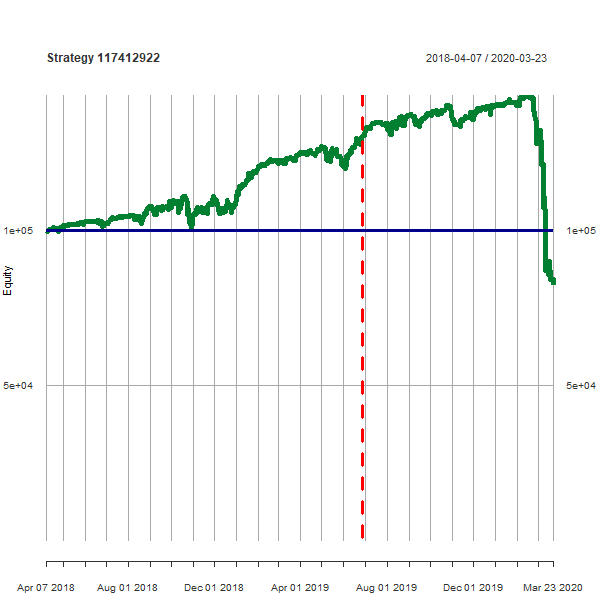 Strategy 117412922
2018-04-07 / 2020-03-23
1e+05
1e+05
Equity
5e+04
5e+04
Apr 07 2018
Aug 01 2018
Dec 01 2018
Apr 01 2019
Aug 01 2019
Dec 01 2019
Mar 23 2020